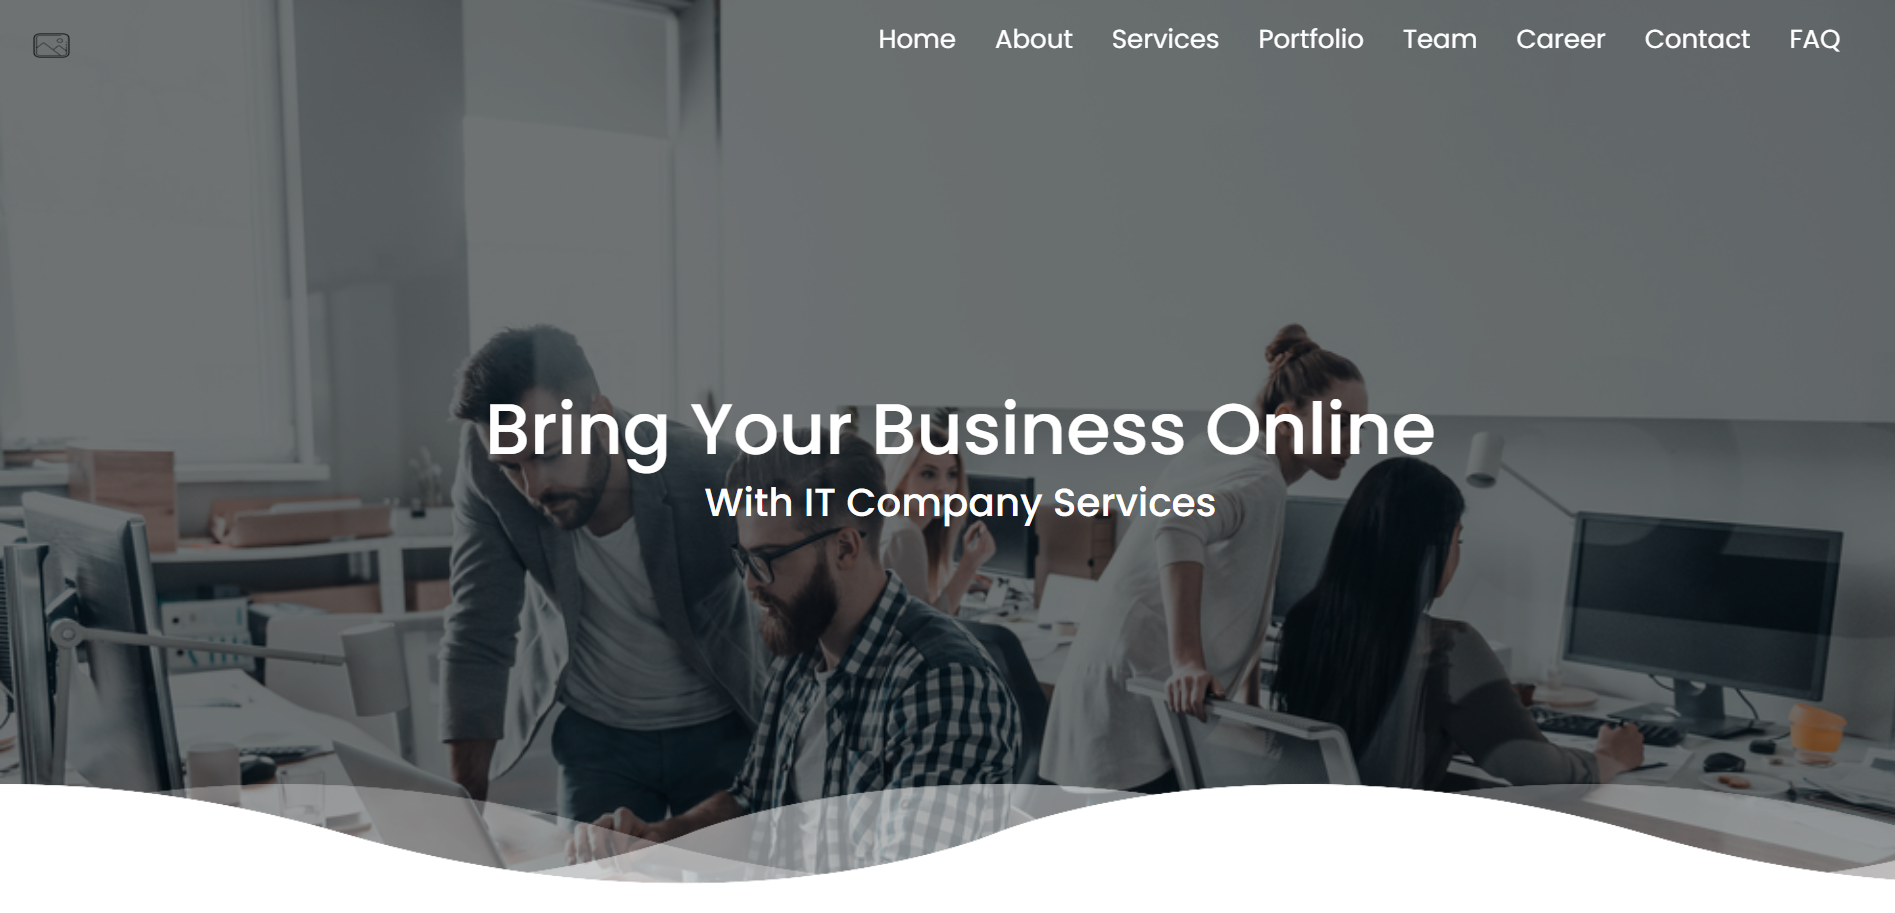 Home About Services Portfolio Team Career Contact FAQ
Bring Your Business Online
With IT Company Services